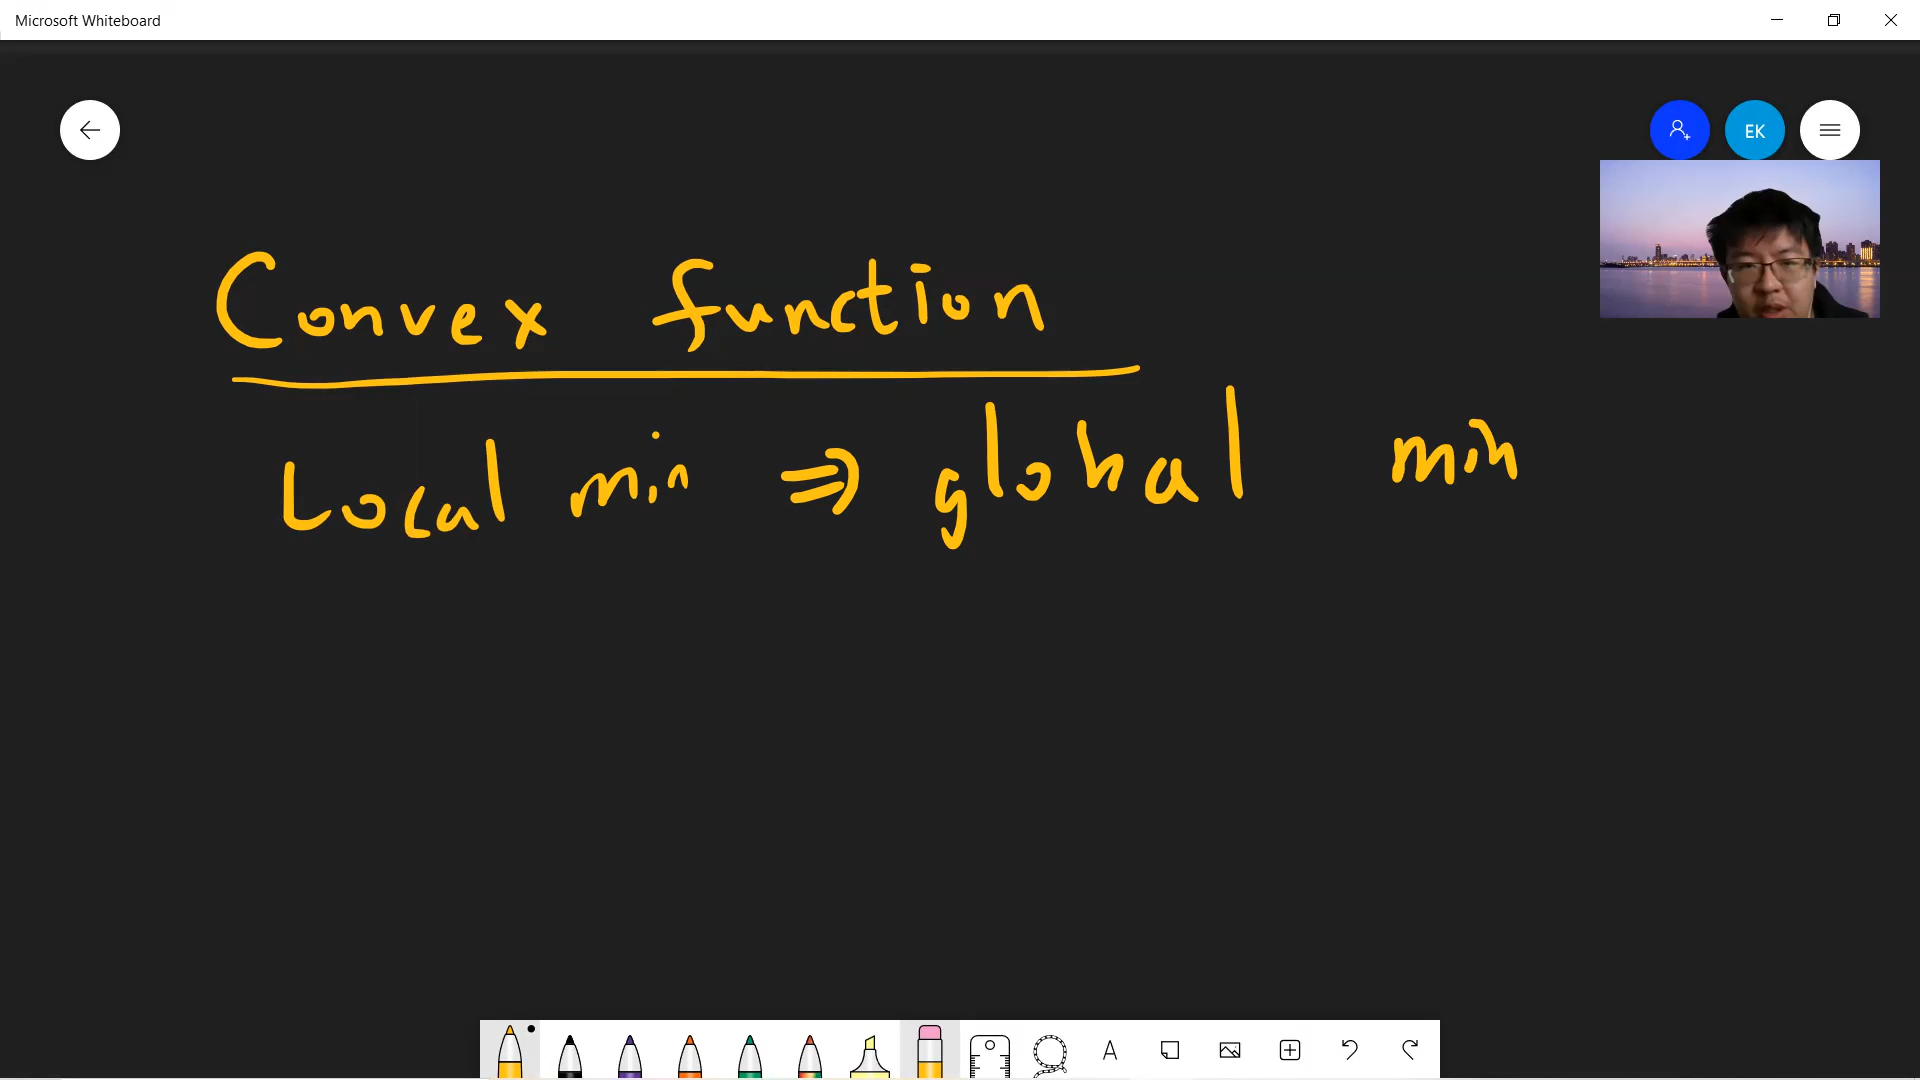 Microsoft Whiteboard
EK
Convex function
Local min ⇒ global min